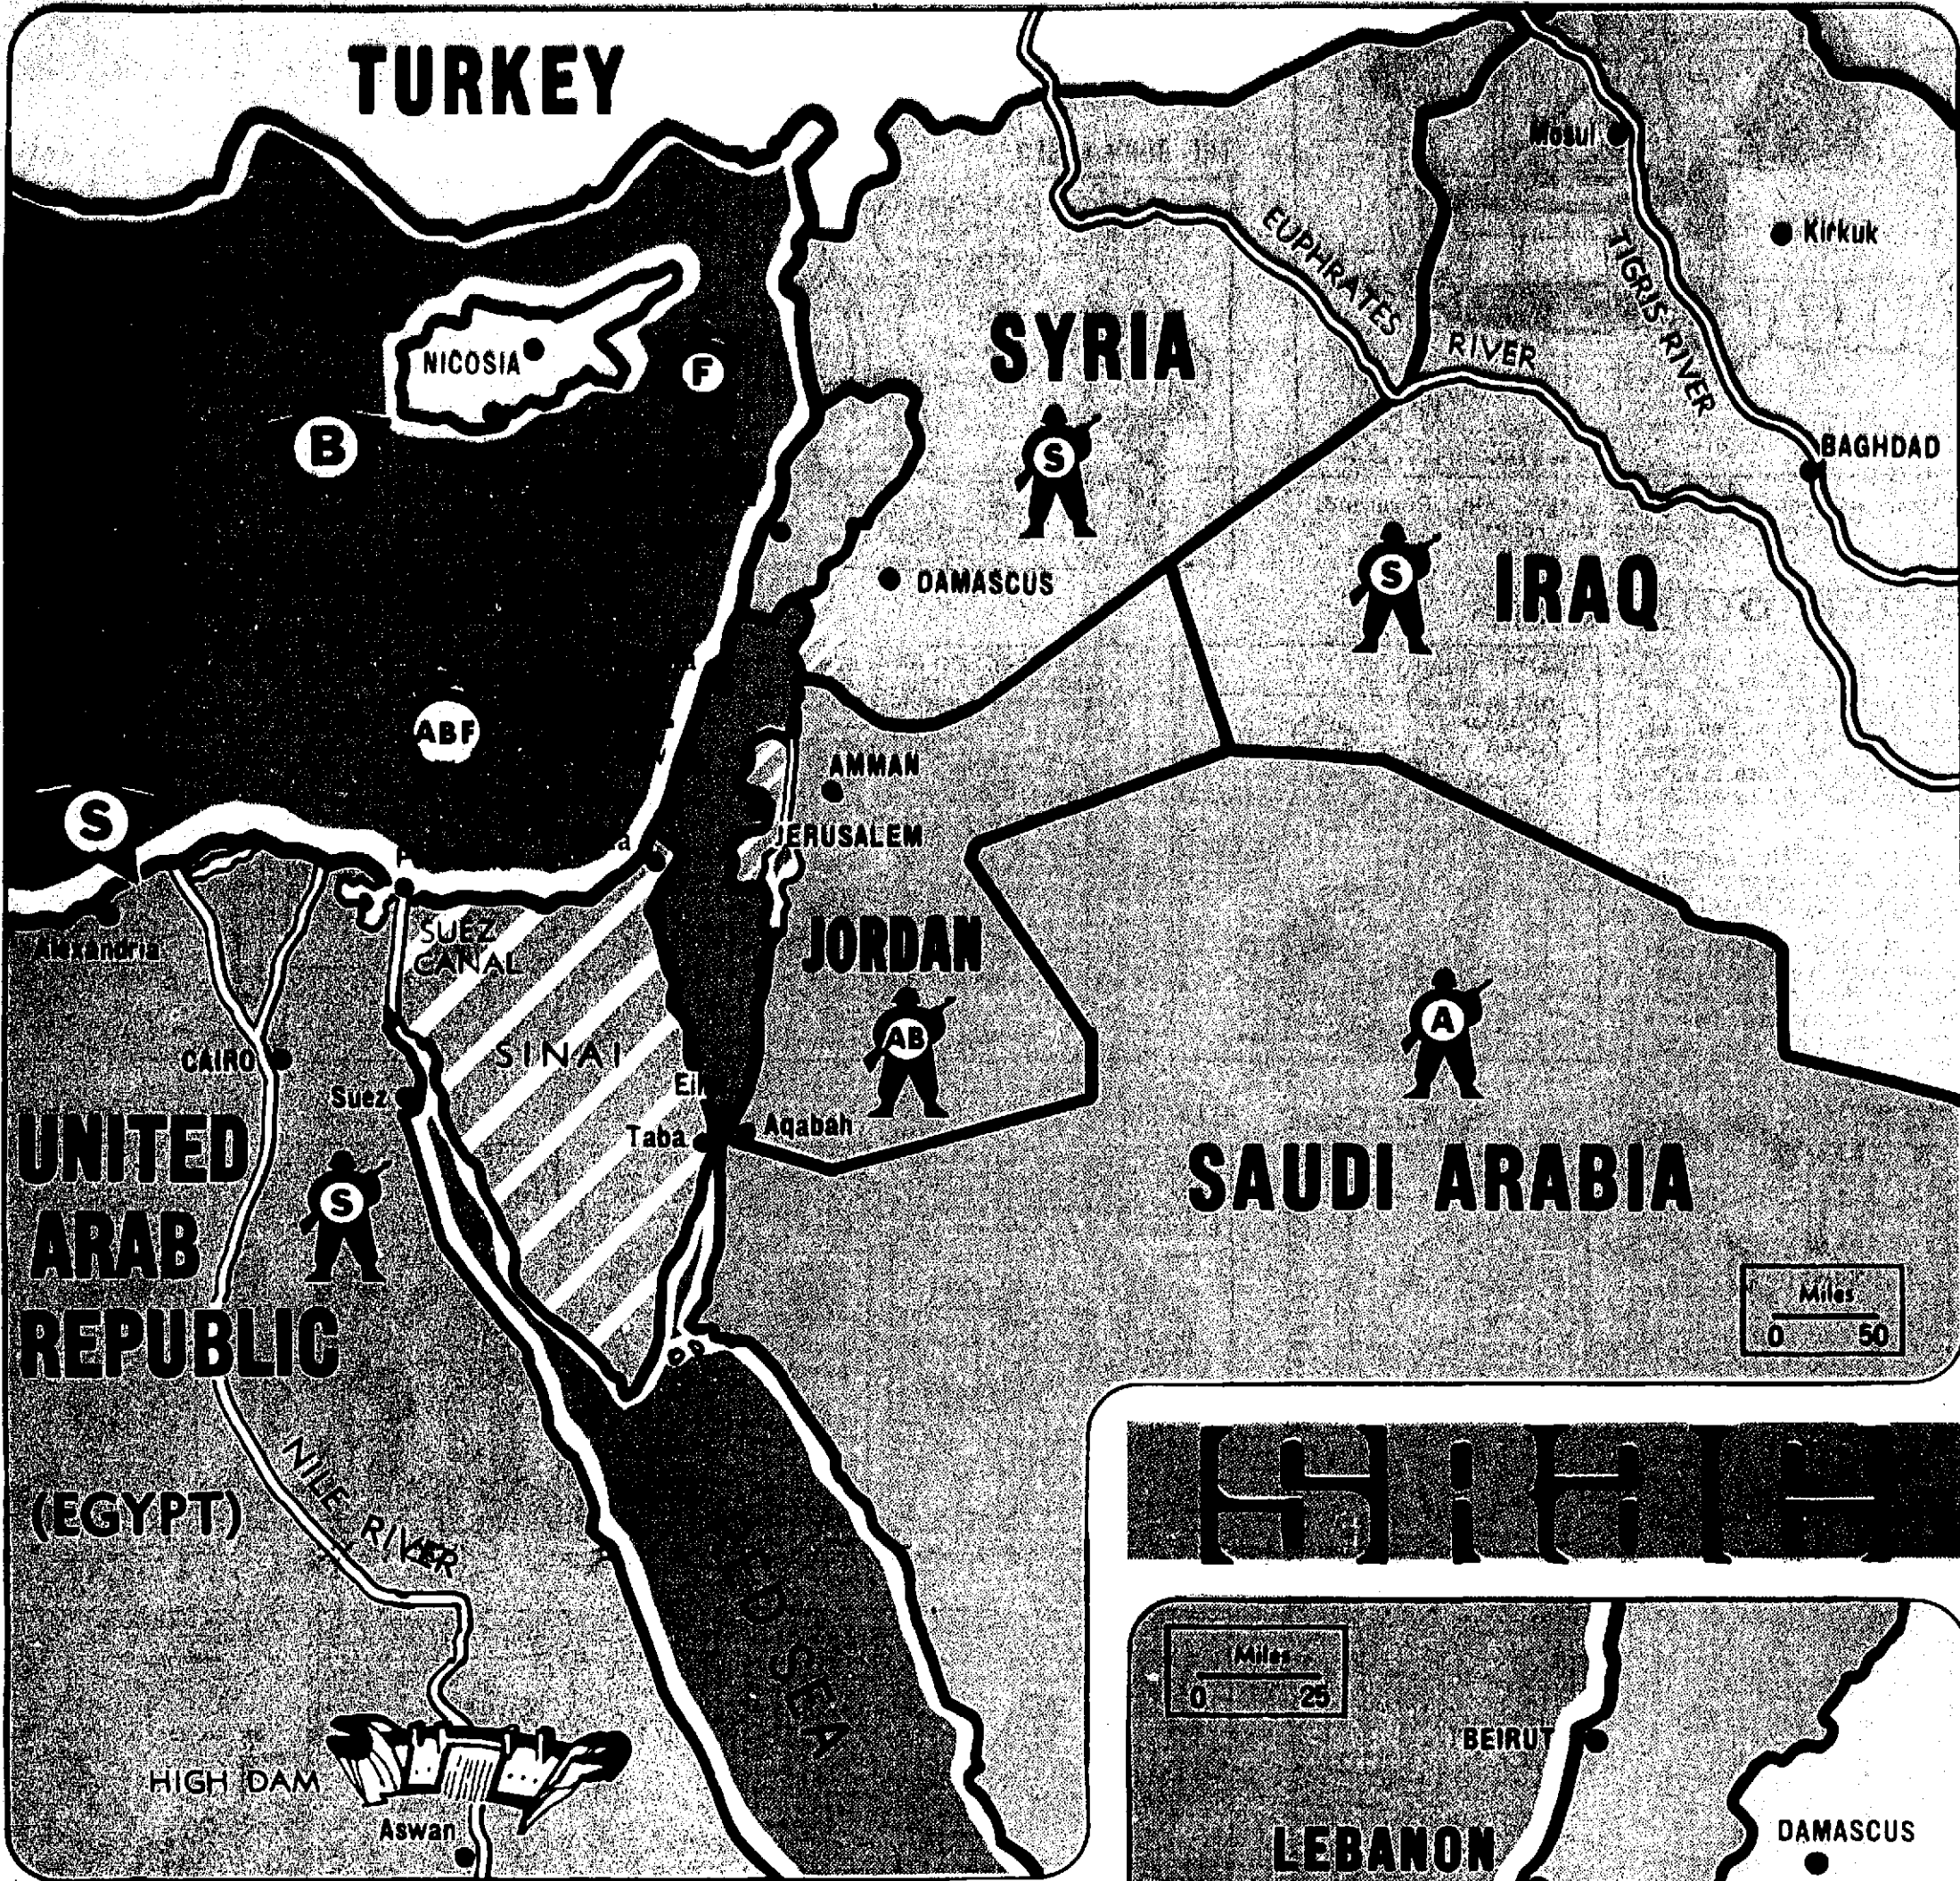 TURKEY
Mosul
Kirkuk
EUPHRATES RIVER
TIGRIS RIVER
NICOSIA
F
B
SYRIA
S
BAGHDAD
S
IRAQ
DAMASCUS
ABF
AMMAN
S
JERUSALEM
Alexandria
SUEZ
CANAL
JORDAN
AB
A
CAIRO
SINAI
Suez
Taba
Aqabah
UNITED
ARAB
REPUBLIC
S
SAUDI ARABIA
Miles
0 50
(EGYPT)
NILE RIVER
SEA
HIGH DAM
Aswan
Miles
0 25
BEIRUT
LEBANON
DAMASCUS